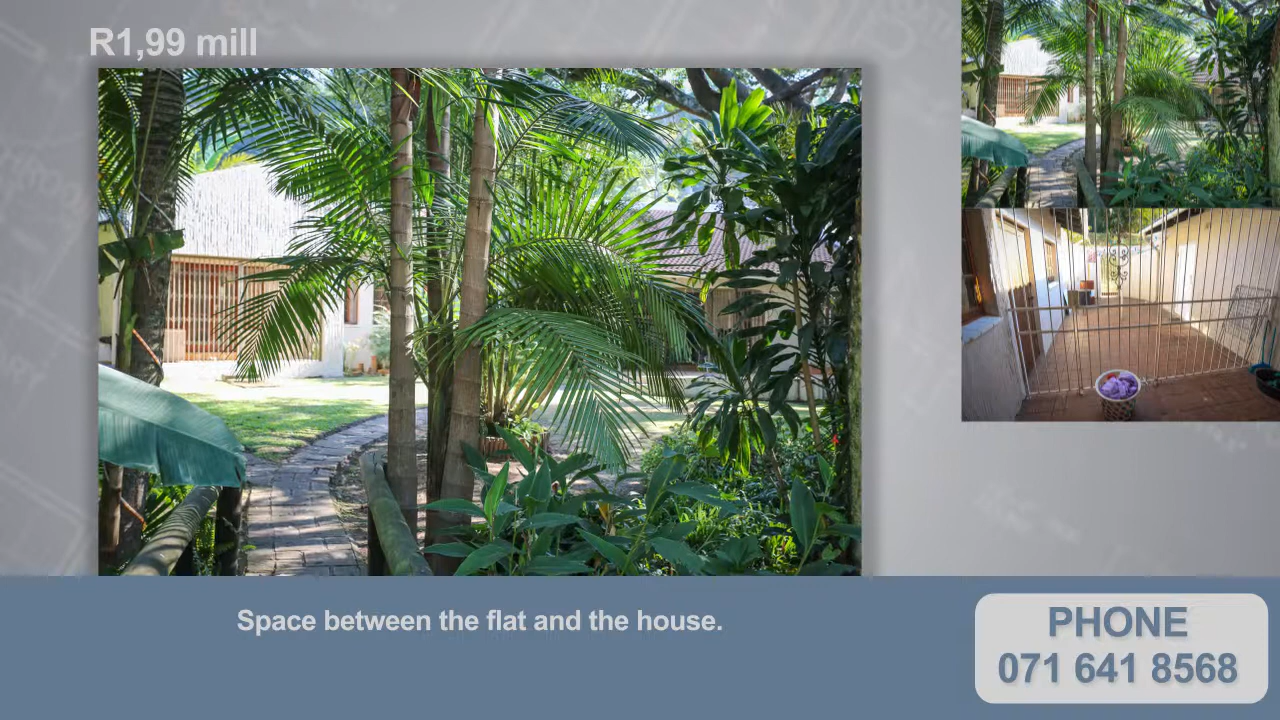 R1,99 mill
Space between the flat and the house.
PHONE
071 641 8568